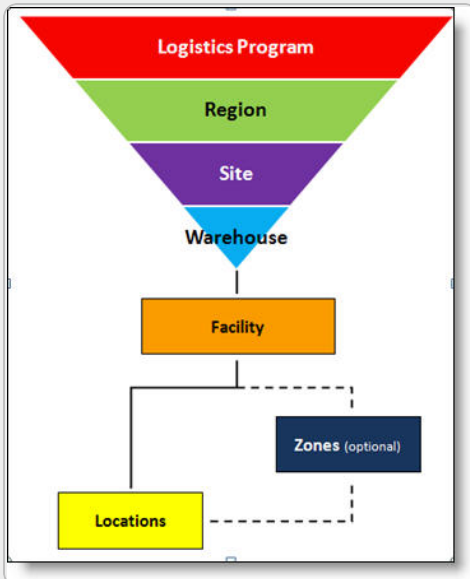 Logistics Program
Region
Site
Warehouse
Facility
Zones (optional)
Locations